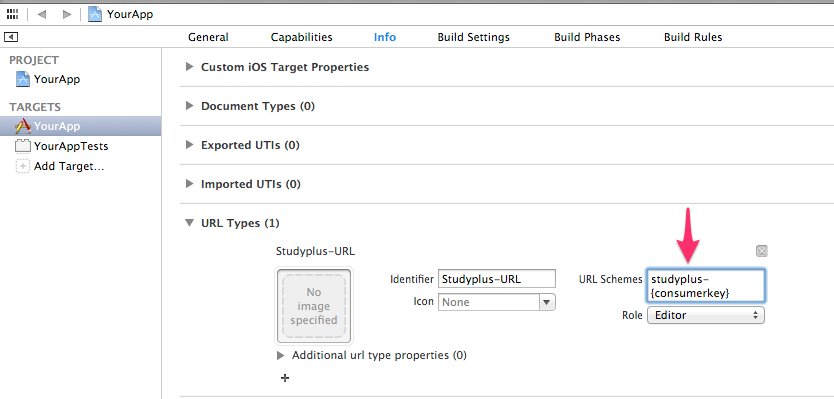 YourApp
General Capabilities Info Build Settings Build Phases Build Rules
PROJECT
YourApp
TARGETS
YourApp
YourAppTests
Add Target...
Custom iOS Target Properties
Document Types (0)
Exported UTIs (0)
Imported UTIs (0)
URL Types (1)
Studyplus-URL
No
image
specified
Identifier Studyplus-URL
Icon None
URL Schemes studyplus-
{consumerkey}
Role Editor
Additional url type properties (0)